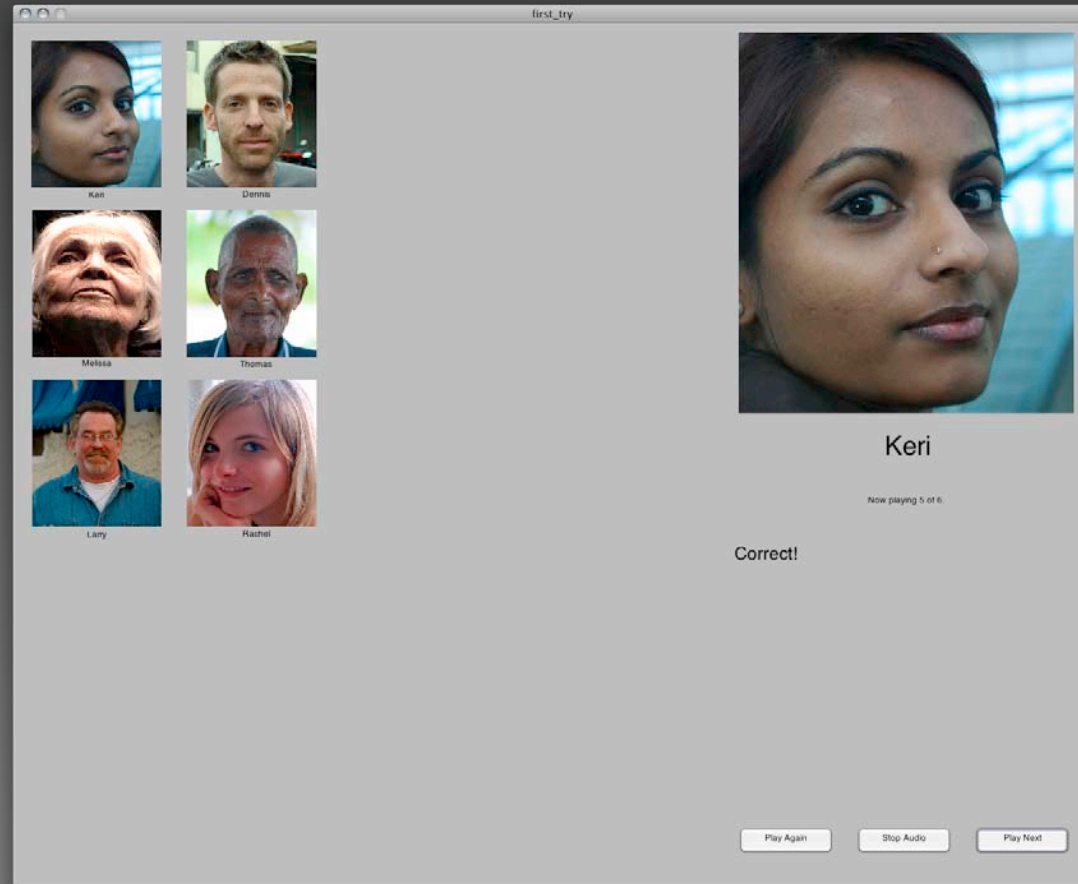 first_try
Keri
Dennis
Melissa
Thomas
Larry
Rachel
Keri
Now playing 5 of 6.
Correct!
Play Again
Stop Audio
Play Next